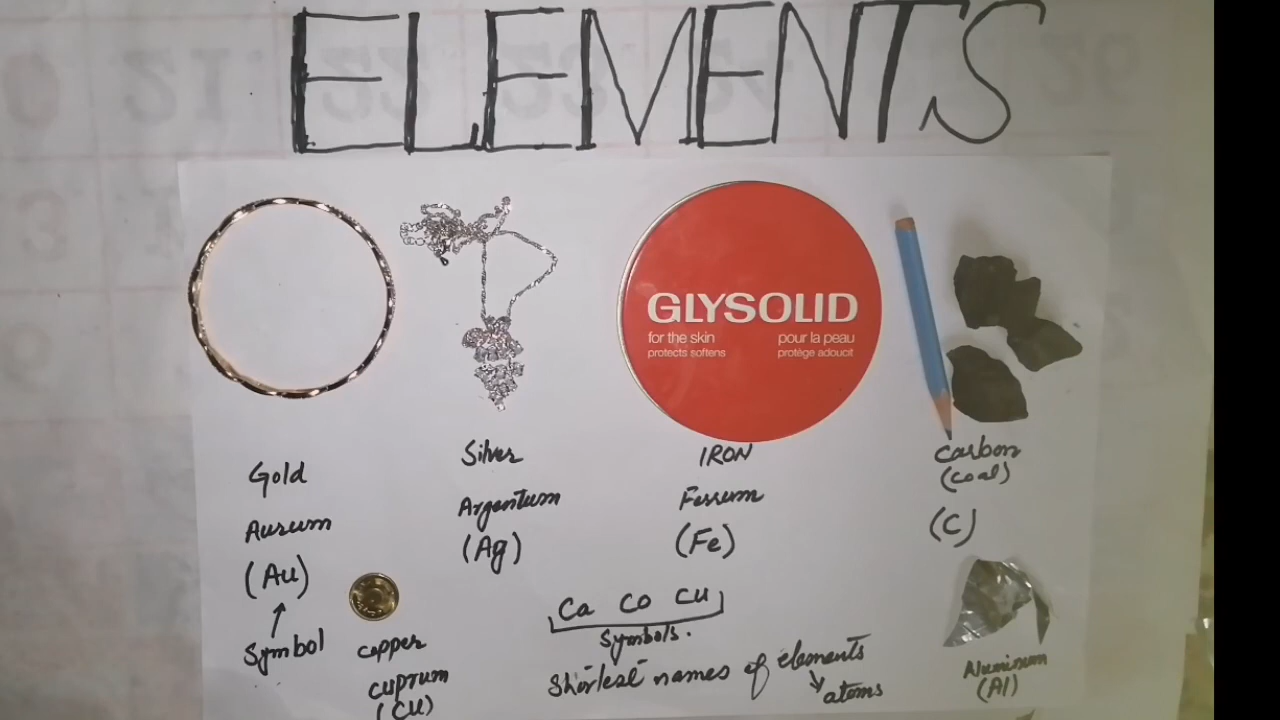 ELEMENTS
GLYSOLID
for the skin
protects softens
pour la peau
protège adoucit
Gold
Aurum
(Au)
Symbol
Silver
Argentum
(Ag)
IRON
Ferrum
(Fe)
Carbon
(coal)
(C)
copper
cuprum
(Cu)
Ca Co Cu
Symbols.
Shortest names of elements
atoms
Aluminum
(Al)